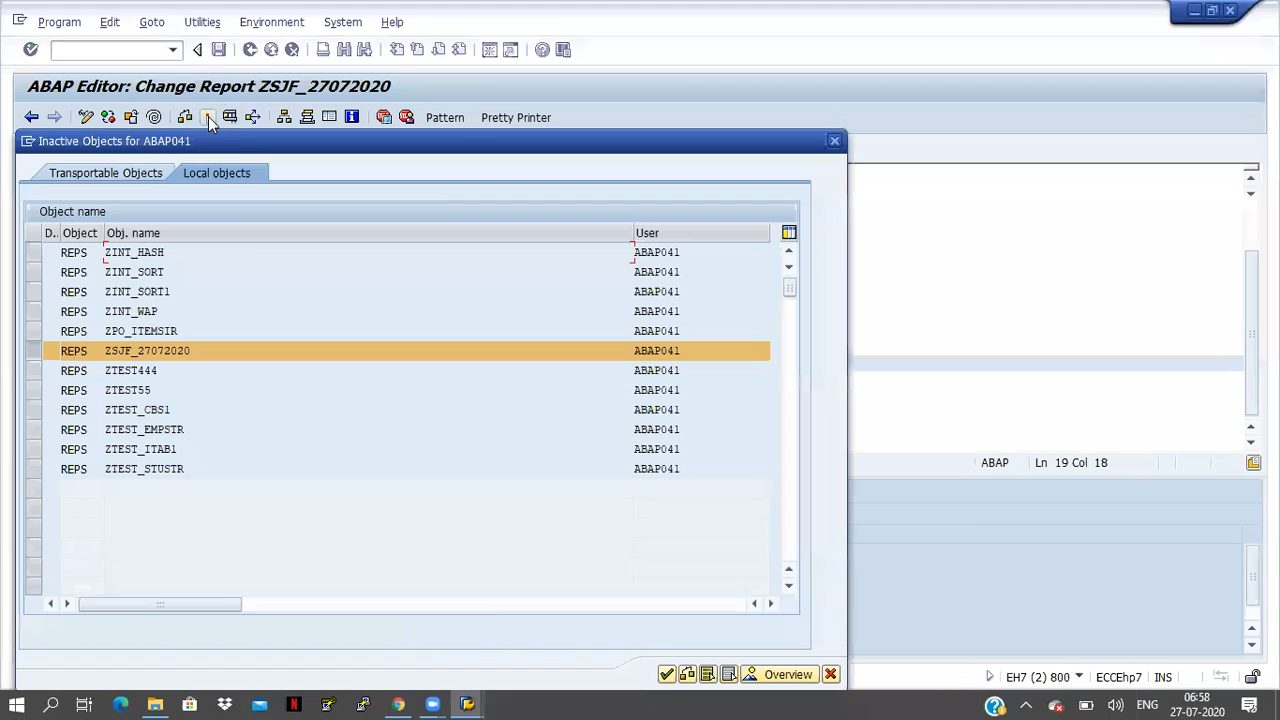 Program Edit Goto Utilities Environment System Help
ABAP Editor: Change Report ZSJF_27072020
Pattern Pretty Printer
Inactive Objects for ABAP041
Transportable Objects Local objects
Object name
D.. Object Obj. name User
REPS ZINT_HASH ABAP041
REPS ZINT_SORT ABAP041
REPS ZINT_SORT1 ABAP041
REPS ZINT_WAP ABAP041
REPS ZPO_ITEMSIR ABAP041
REPS ZSJF_27072020 ABAP041
REPS ZTEST444 ABAP041
REPS ZTEST55 ABAP041
REPS ZTEST_CBS1 ABAP041
REPS ZTEST_EMPSTR ABAP041
REPS ZTEST_ITAB1 ABAP041
REPS ZTEST_STUSTR ABAP041
ABAP Ln 19 Col 18
Overview
EH7 (2) 800 ECCEhp7 INS
ENG 06:58
27-07-2020